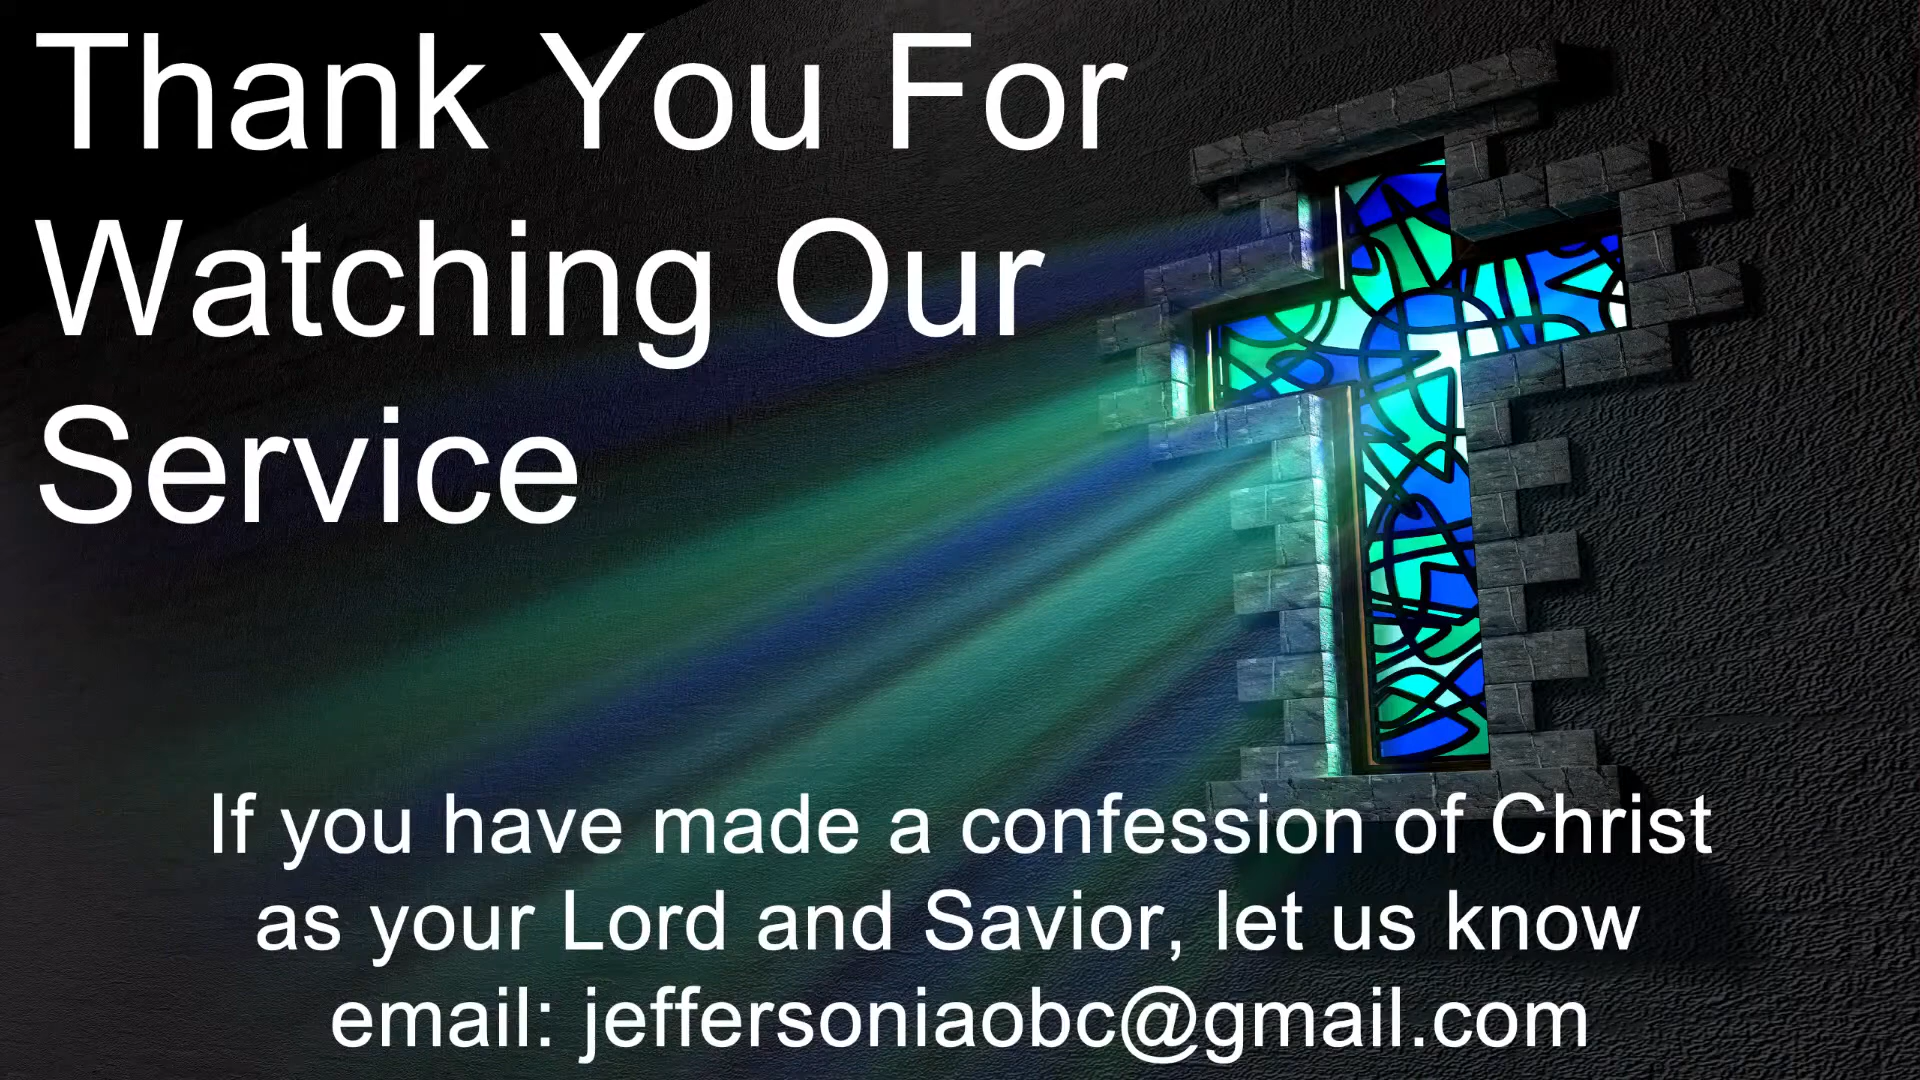 Thank You For
Watching Our
Service
If you have made a confession of Christ
as your Lord and Savior, let us know
email: jeffersoniaobc@gmail.com